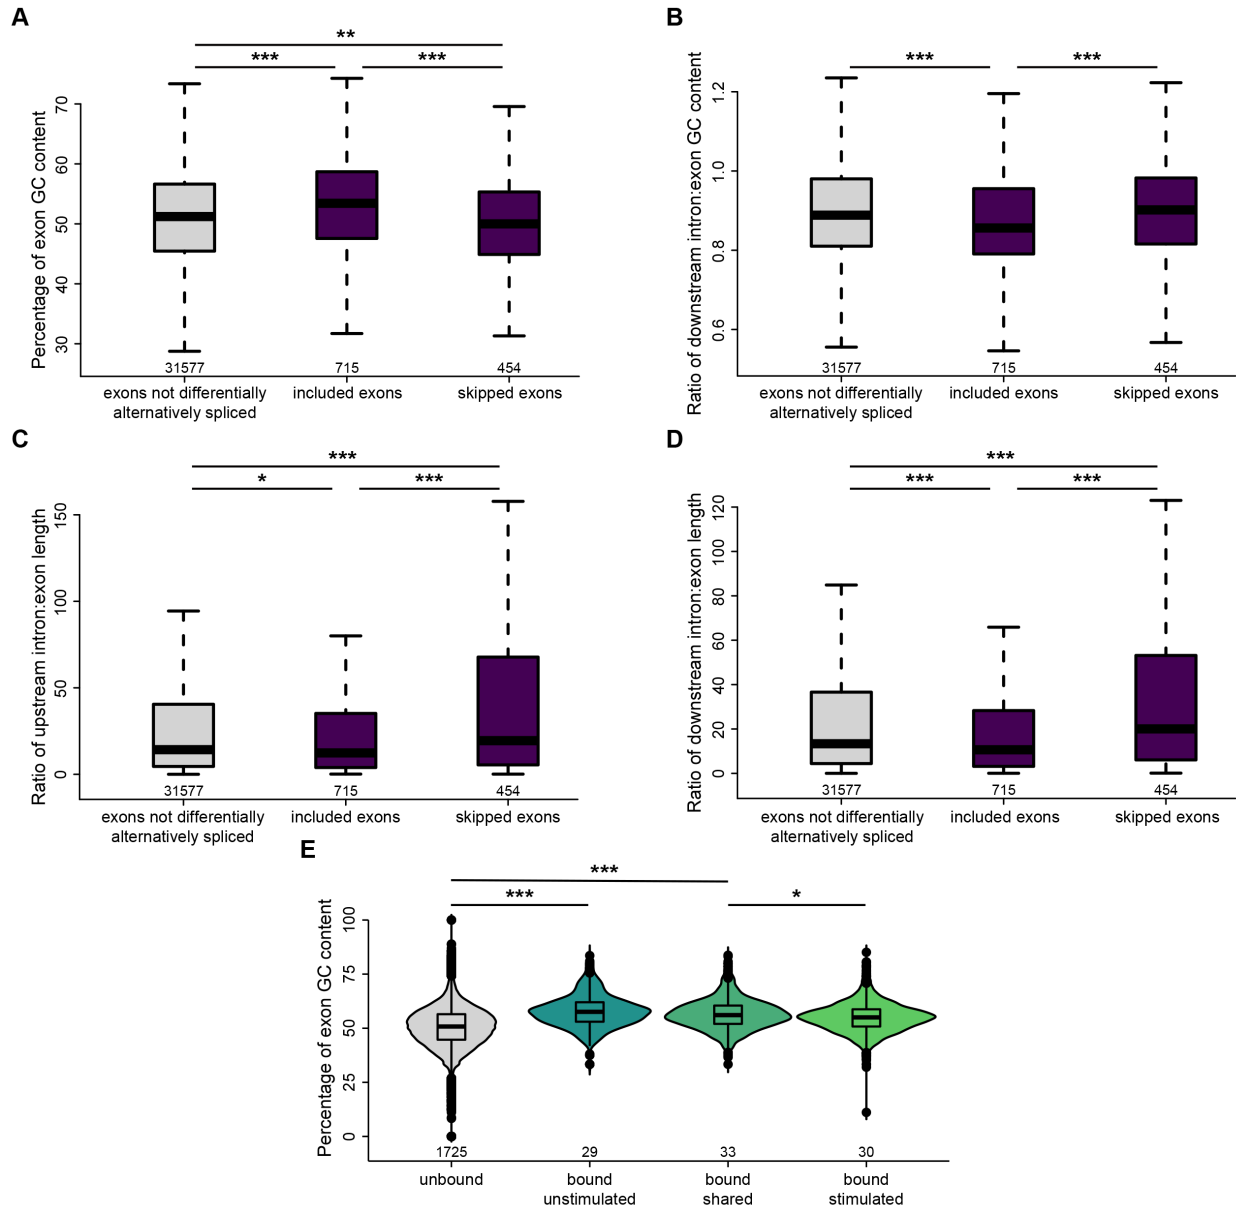 A
**
***
***
Percentage of exon GC content
70
60
50
40
30
31577
715
454
exons not differentially
alternatively spliced
included exons
skipped exons
B
***
***
Ratio of downstream intron:exon GC content
1.2
1.0
0.8
0.6
31577
715
454
exons not differentially
alternatively spliced
included exons
skipped exons
C
***
*
***
Ratio of upstream intron:exon length
150
100
50
0
31577
715
454
exons not differentially
alternatively spliced
included exons
skipped exons
D
***
***
***
Ratio of downstream intron:exon length
120
100
80
60
40
20
0
31577
715
454
exons not differentially
alternatively spliced
included exons
skipped exons
E
***
***
*
Percentage of exon GC content
100
75
50
25
0
1725
29
33
30
unbound
bound
unstimulated
bound
shared
bound
stimulated